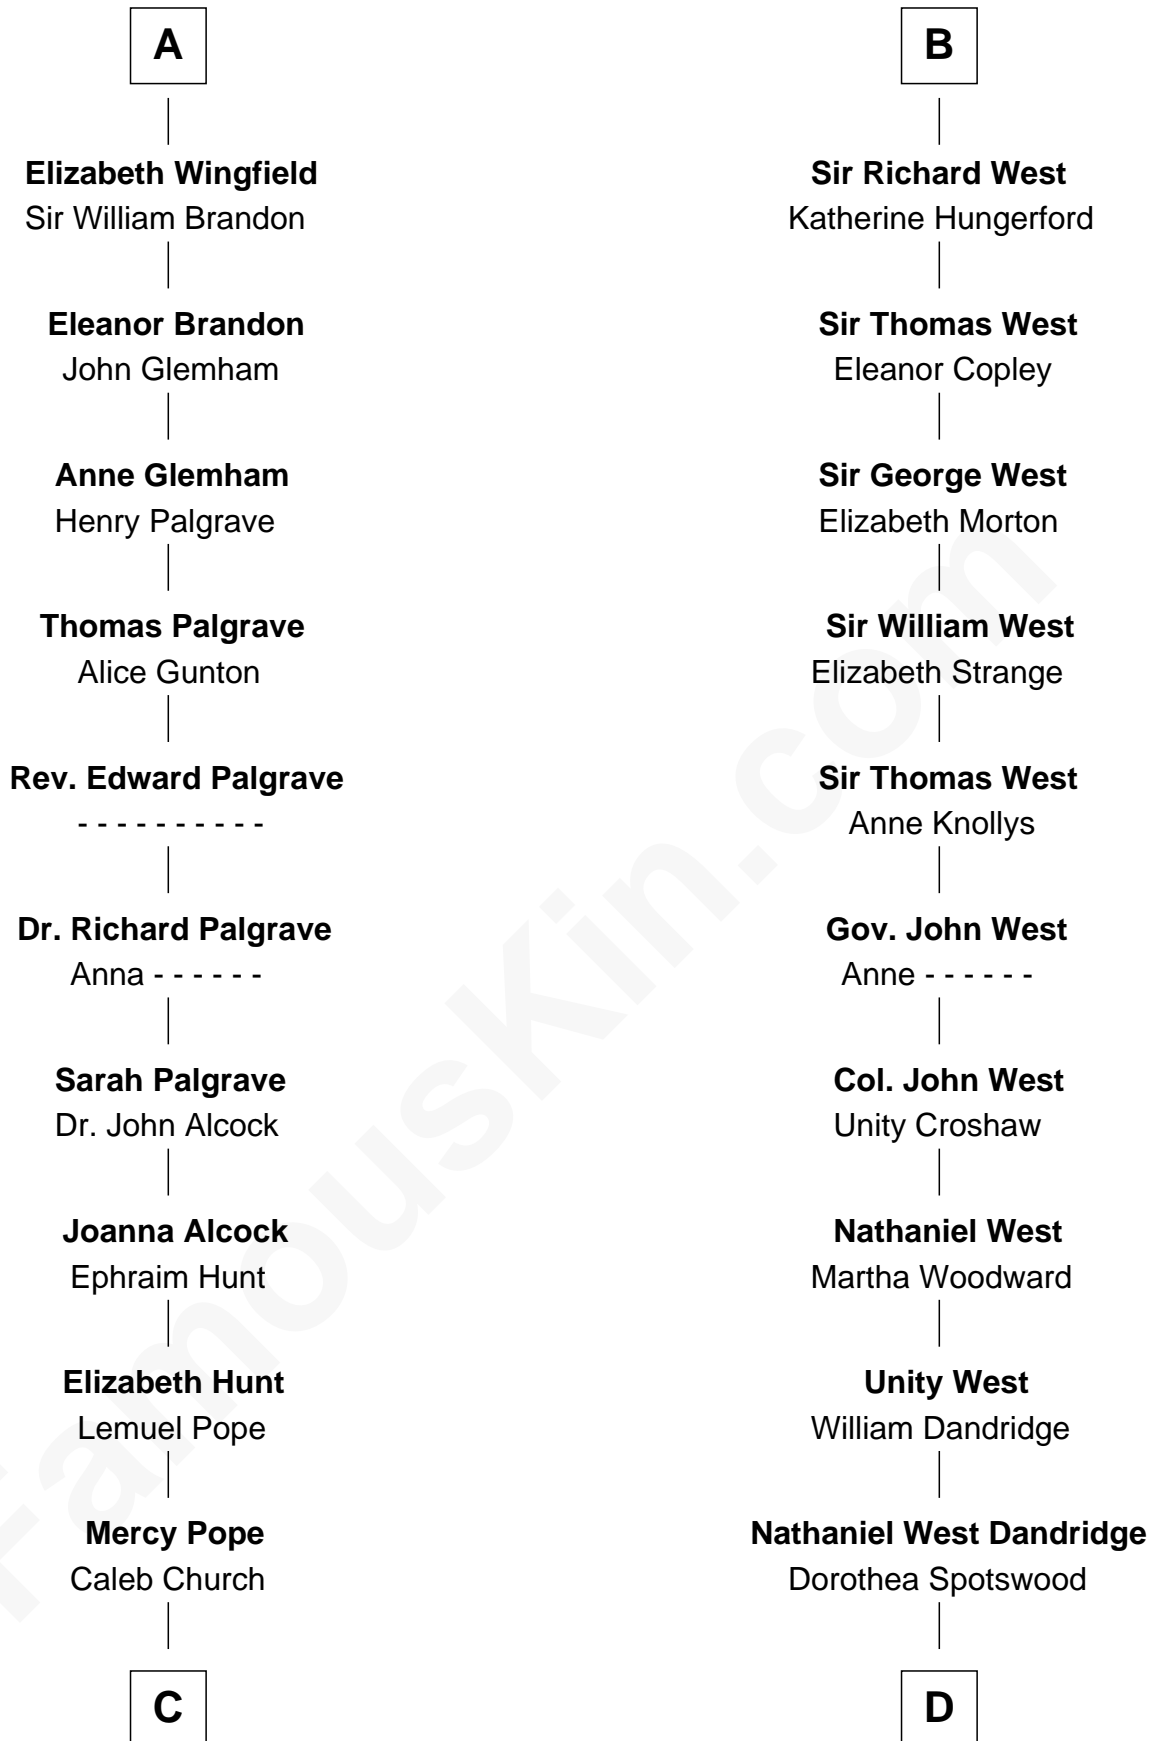 A
Elizabeth Wingfield
Sir William Brandon
Eleanor Brandon
John Glemham
Anne Glemham
Henry Palgrave
Thomas Palgrave
Alice Gunton
Rev. Edward Palgrave
- - - - - - - - - -
Dr. Richard Palgrave
Anna - - - - - -
Sarah Palgrave
Dr. John Alcock
Joanna Alcock
Ephraim Hunt
Elizabeth Hunt
Lemuel Pope
Mercy Pope
Caleb Church
C
B
Sir Richard West
Katherine Hungerford
Sir Thomas West
Eleanor Copley
Sir George West
Elizabeth Morton
Sir William West
Elizabeth Strange
Sir Thomas West
Anne Knollys
Gov. John West
Anne - - - - - -
Col. John West
Unity Croshaw
Nathaniel West
Martha Woodward
Unity West
William Dandridge
Nathaniel West Dandridge
Dorothea Spotswood
D
FamousKin.com